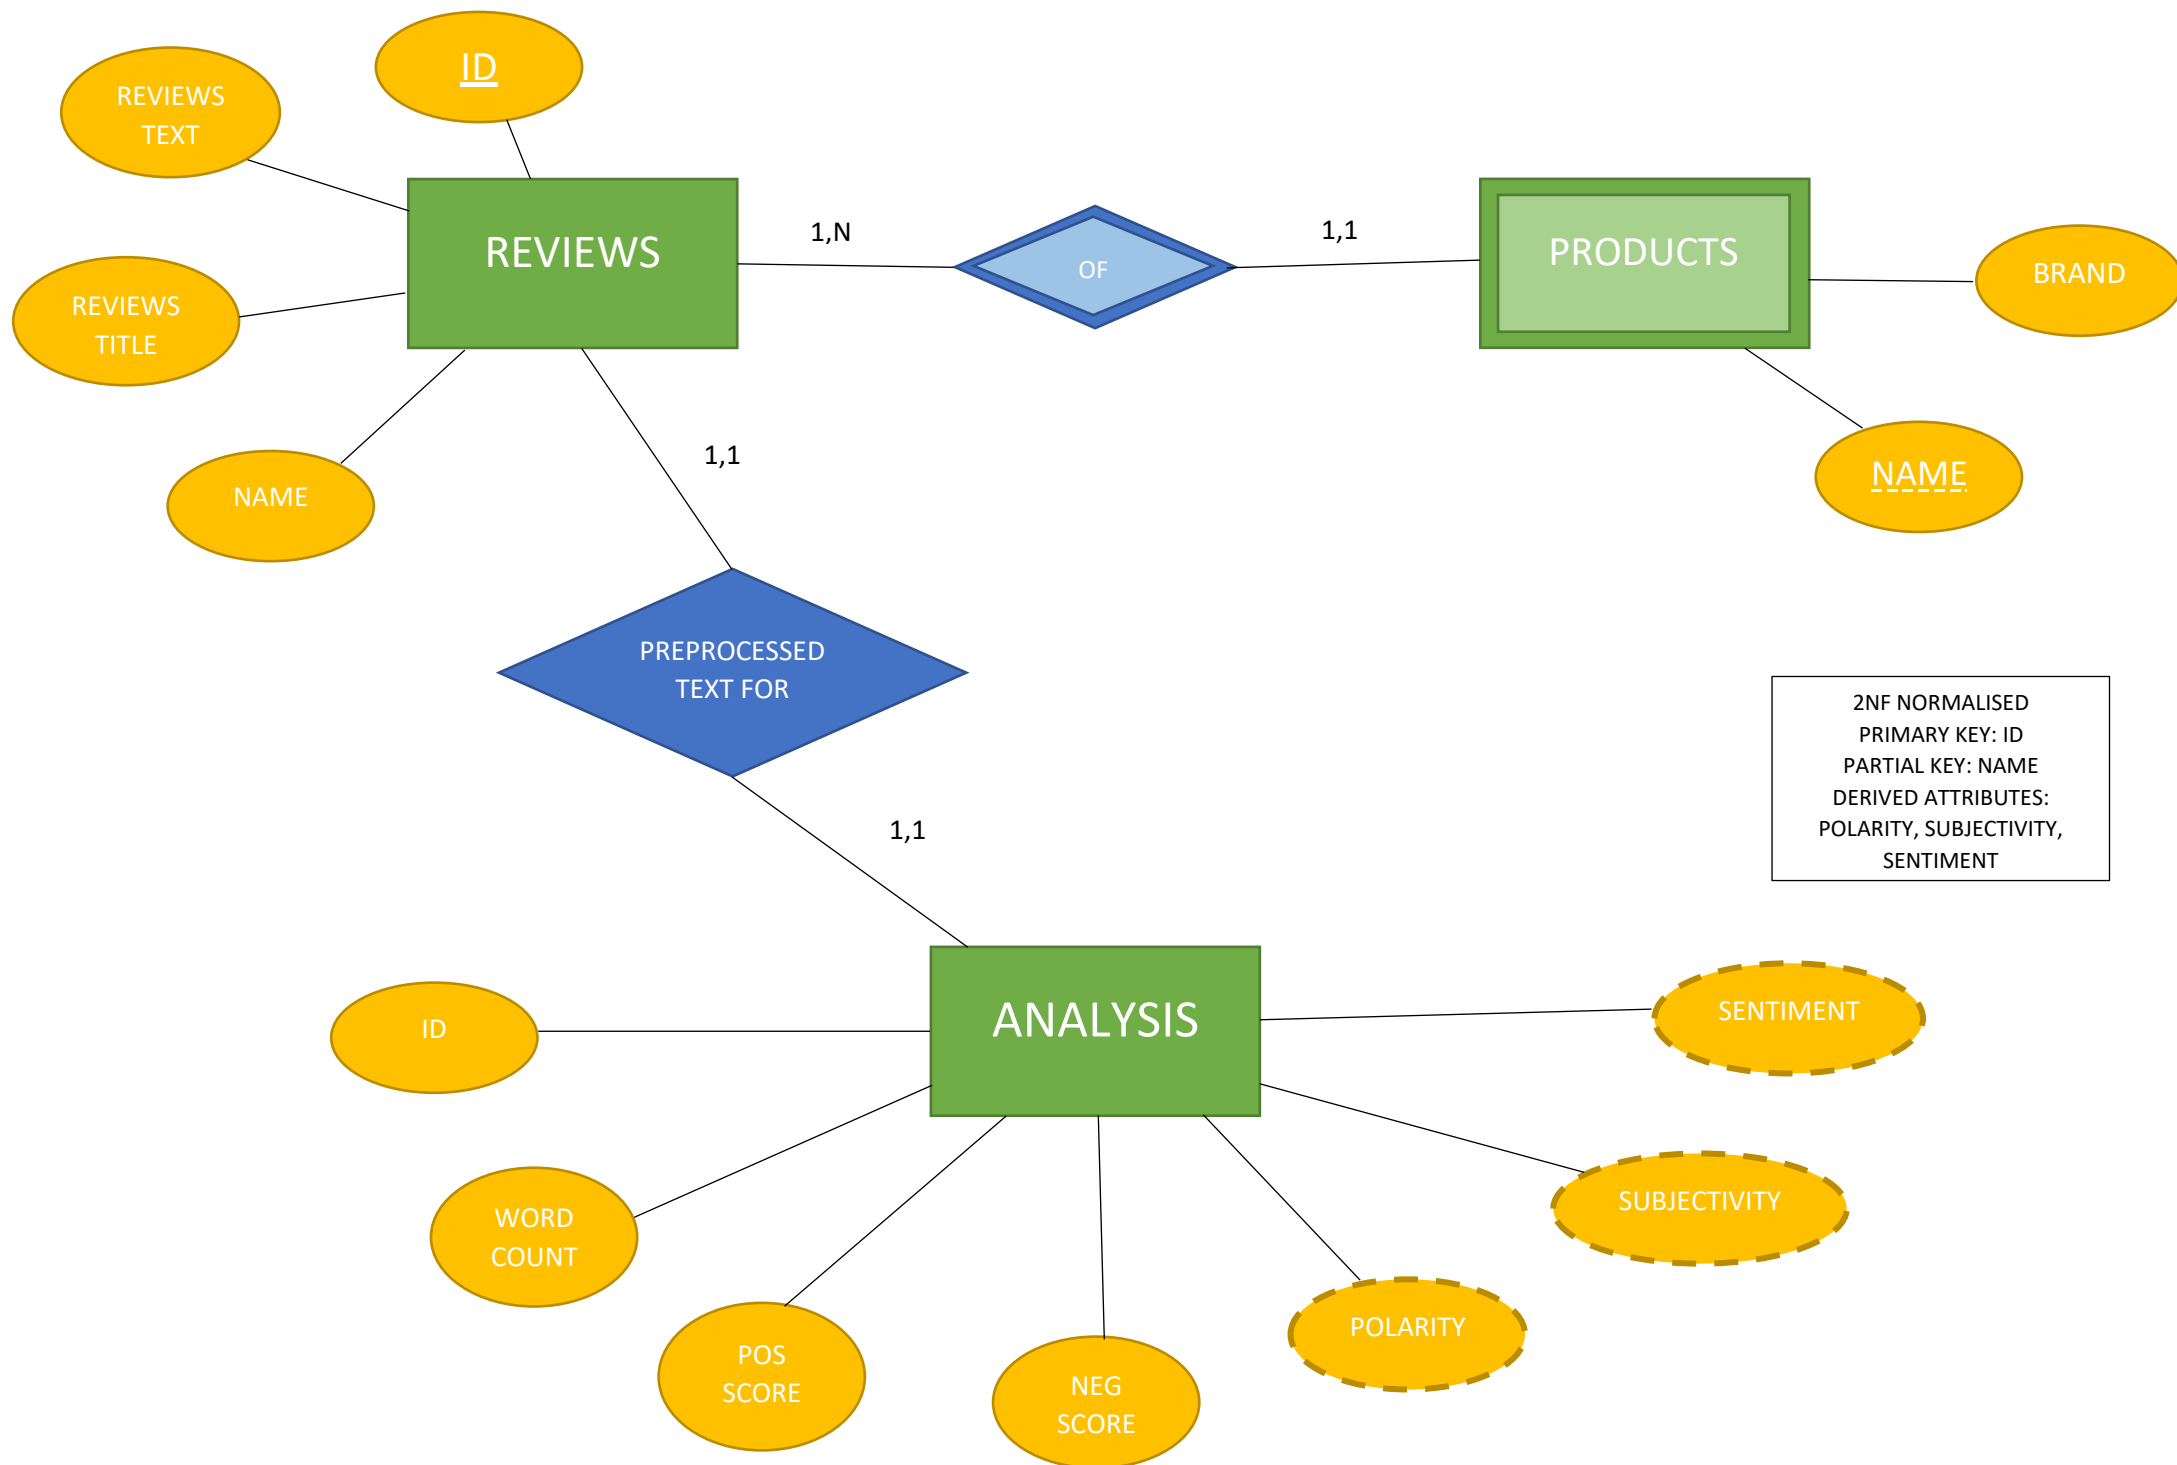 ID
REVIEWS
TEXT
REVIEWS
1,N
OF
1,1
PRODUCTS
BRAND
REVIEWS
TITLE
NAME
1,1
NAME
PREPROCESSED
TEXT FOR
2NF NORMALISED
PRIMARY KEY: ID
PARTIAL KEY: NAME
DERIVED ATTRIBUTES:
POLARITY, SUBJECTIVITY,
SENTIMENT
1,1
ANALYSIS
ID
SENTIMENT
SUBJECTIVITY
WORD
COUNT
POLARITY
POS
SCORE
NEG
SCORE